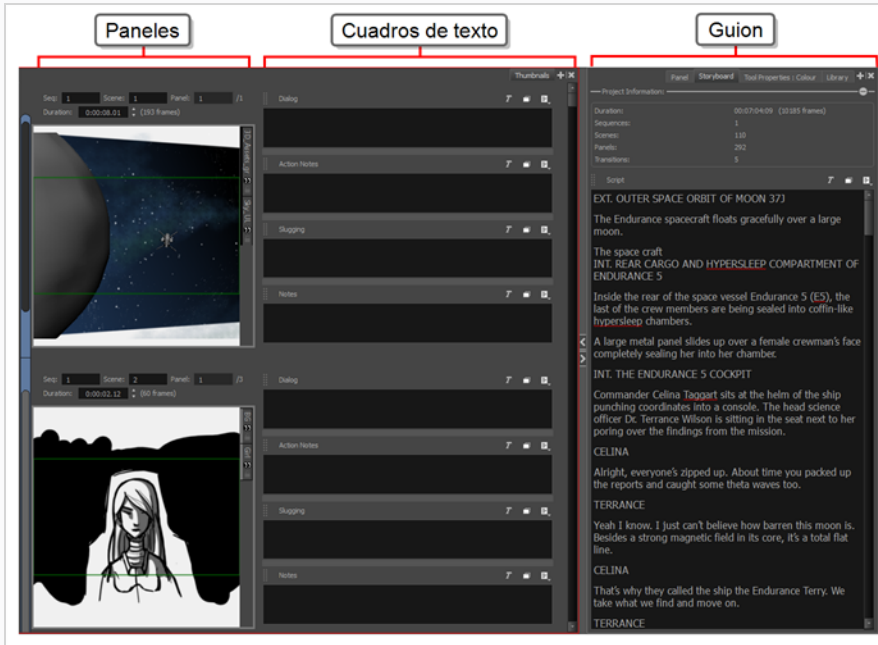 Paneles
Cuadros de texto
Guion
Thumbnails
Seq: 1 Scene: 1 Panel: 1 /1
Duration: 0:00:08.01 (193 frames)
Dialog
Action Notes
Slugging
Notes
Seq: 1 Scene: 2 Panel: 1 /3
Duration: 0:00:02.12 (60 frames)
Dialog
Action Notes
Slugging
Notes
Panel Storyboard Tool Properties : Colour Library
Project Information:
Duration: 00:07:04:09 (10185 frames)
Sequences: 1
Scenes: 110
Panels: 292
Transitions: 5
Script
EXT. OUTER SPACE ORBIT OF MOON 37J
The Endurance spacecraft floats gracefully over a large
moon.
The space craft
INT. REAR CARGO AND HYPERSLEEP COMPARTMENT OF
ENDURANCE 5
Inside the rear of the space vessel Endurance 5 (E5), the
last of the crew members are being sealed into coffin-like
hypersleep chambers.
A large metal panel slides up over a female crewman's face
completely sealing her into her chamber.
INT. THE ENDURANCE 5 COCKPIT
Commander Celina Taggart sits at the helm of the ship
punching coordinates into a console. The head science
officer Dr. Terrance Wilson is sitting in the seat next to her
poring over the findings from the mission.
CELINA
Alright, everyone's zipped up. About time you packed up
the reports and caught some theta waves too.
TERRANCE
Yeah I know. I just can't believe how barren this moon is.
Besides a strong magnetic field in its core, it's a total flat
line.
CELINA
That's why they called the ship the Endurance Terry. We
take what we find and move on.
TERRANCE